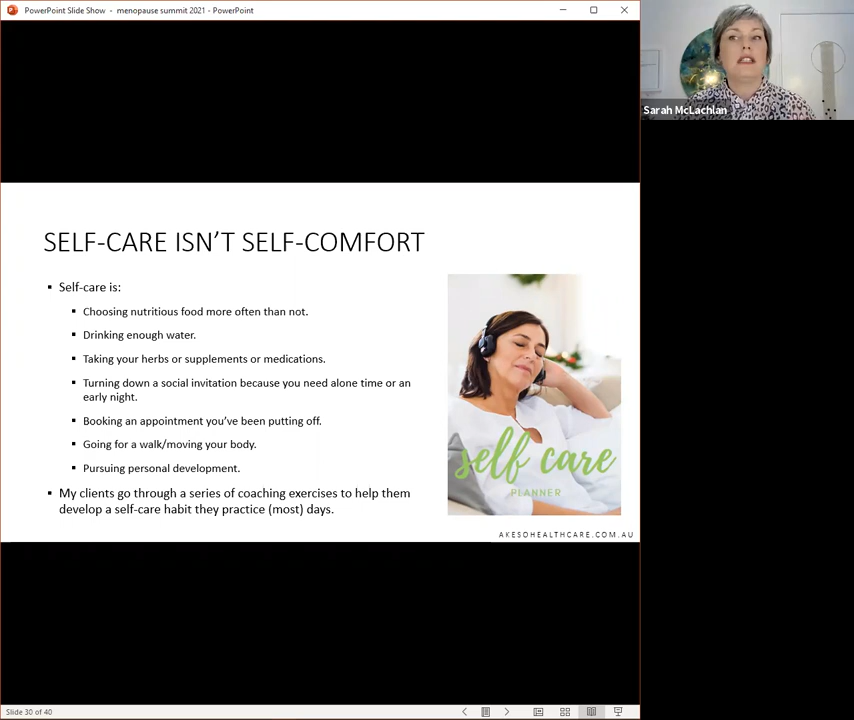 PowerPoint Slide Show - menopause summit 2021 - PowerPoint
Sarah McLachlan
SELF-CARE ISN'T SELF-COMFORT
▪ Self-care is:
▪ Choosing nutritious food more often than not.
▪ Drinking enough water.
▪ Taking your herbs or supplements or medications.
▪ Turning down a social invitation because you need alone time or an
early night.
▪ Booking an appointment you've been putting off.
▪ Going for a walk/moving your body.
▪ Pursuing personal development.
▪ My clients go through a series of coaching exercises to help them
develop a self-care habit they practice (most) days.
self care
PLANNER
AKESOHEALTHCARE.COM.AU
Slide 30 of 40